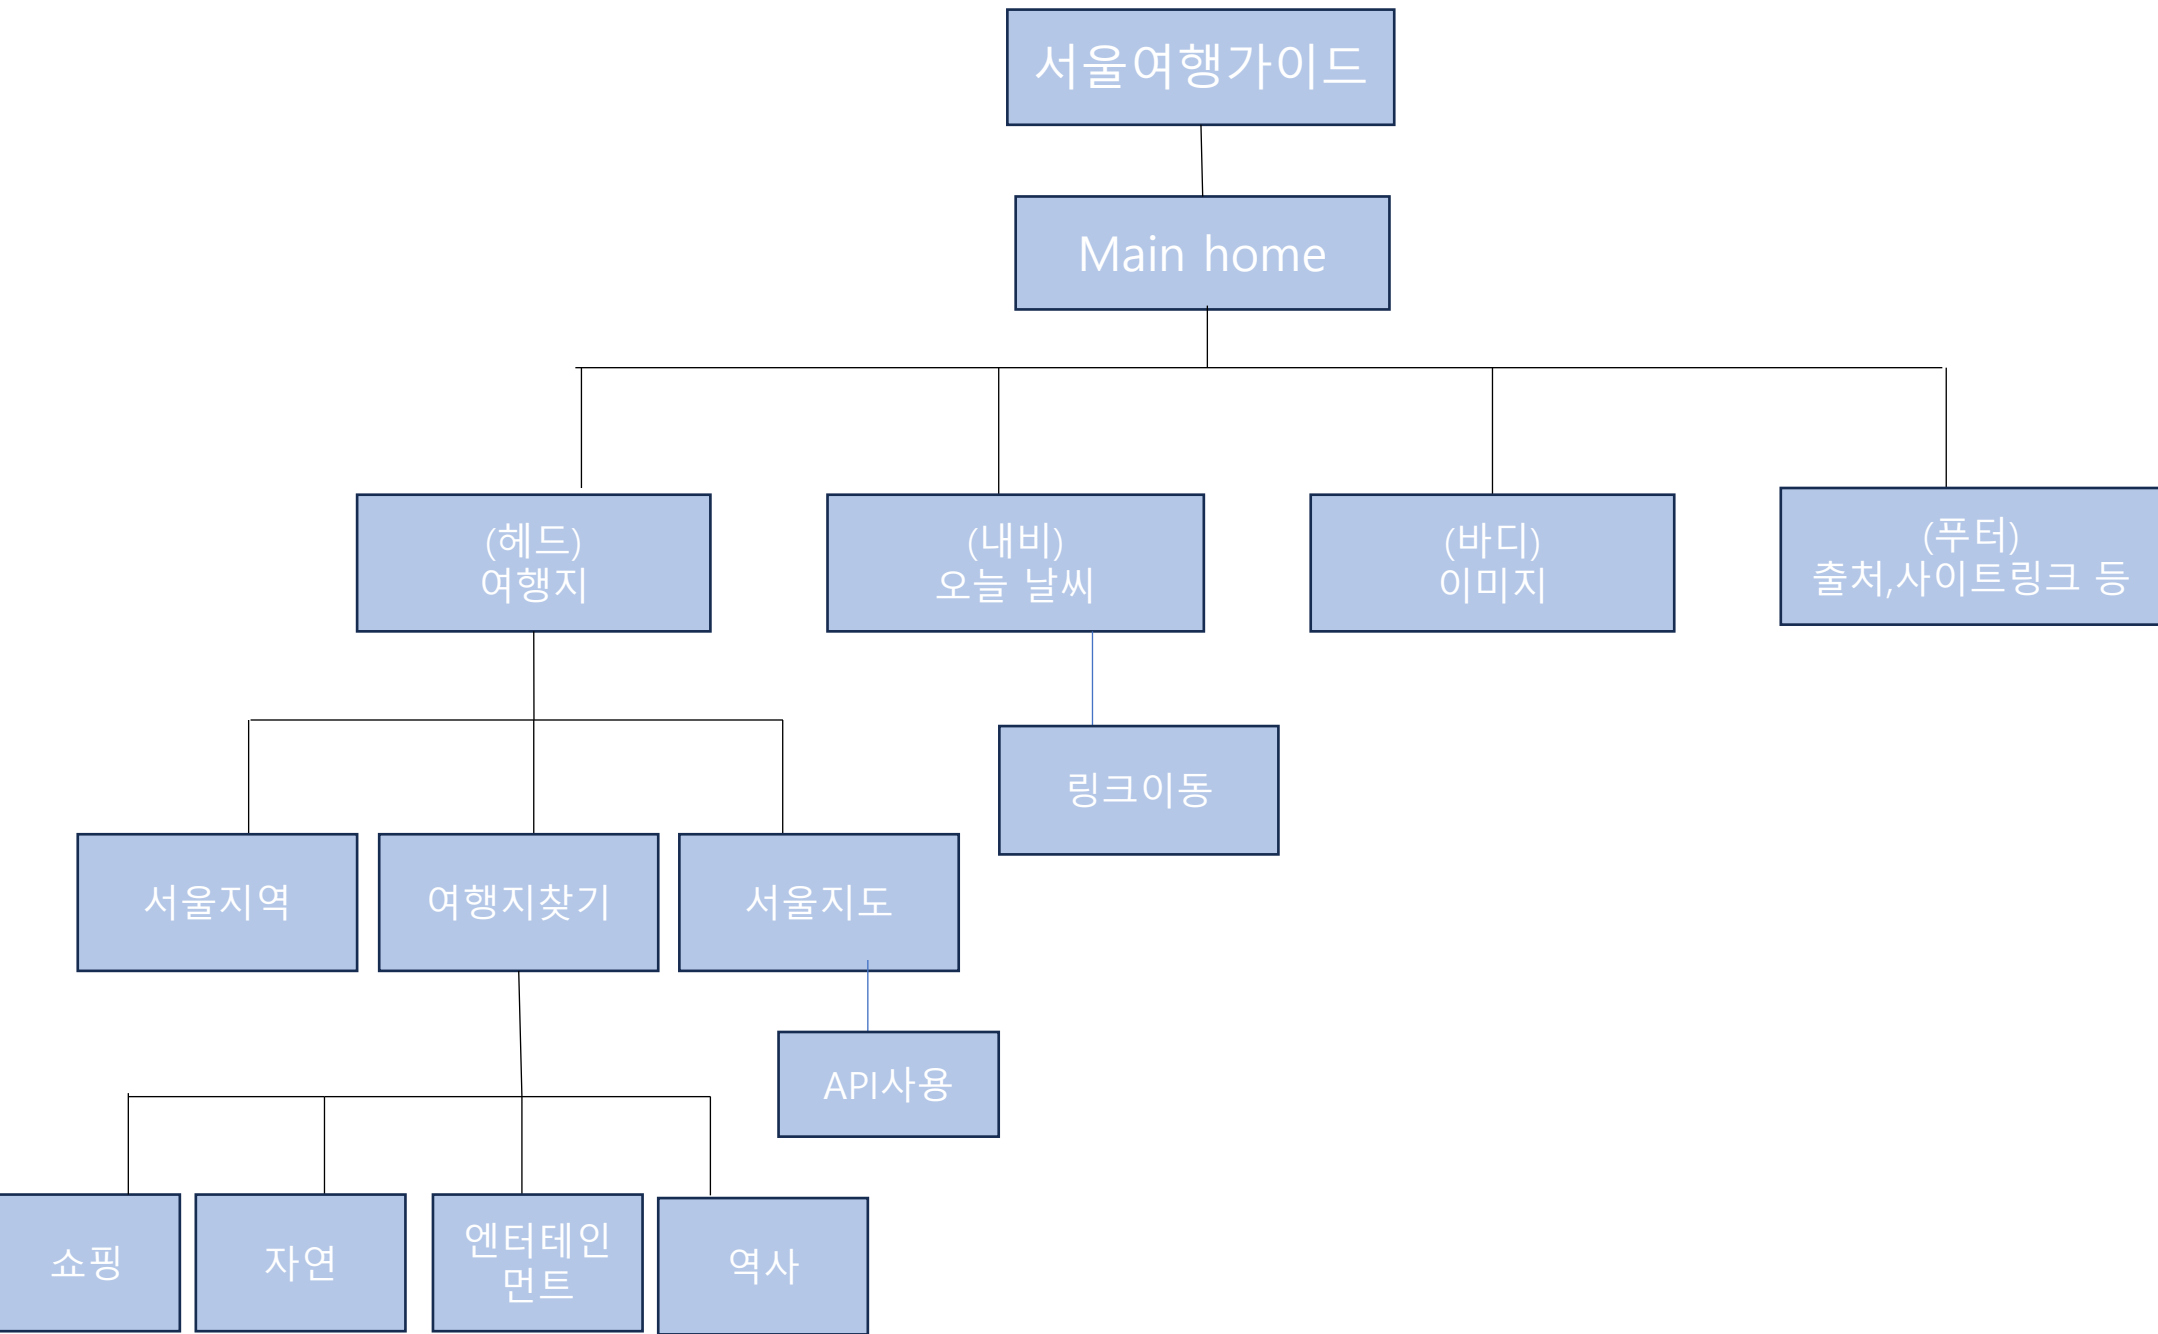 서울여행가이드
Main home
(헤드)
여행지
(내비)
오늘 날씨
(바디)
이미지
(푸터)
출처,사이트링크 등
링크이동
서울지역
여행지찾기
서울지도
API사용
쇼핑
자연
엔터테인
먼트
역사